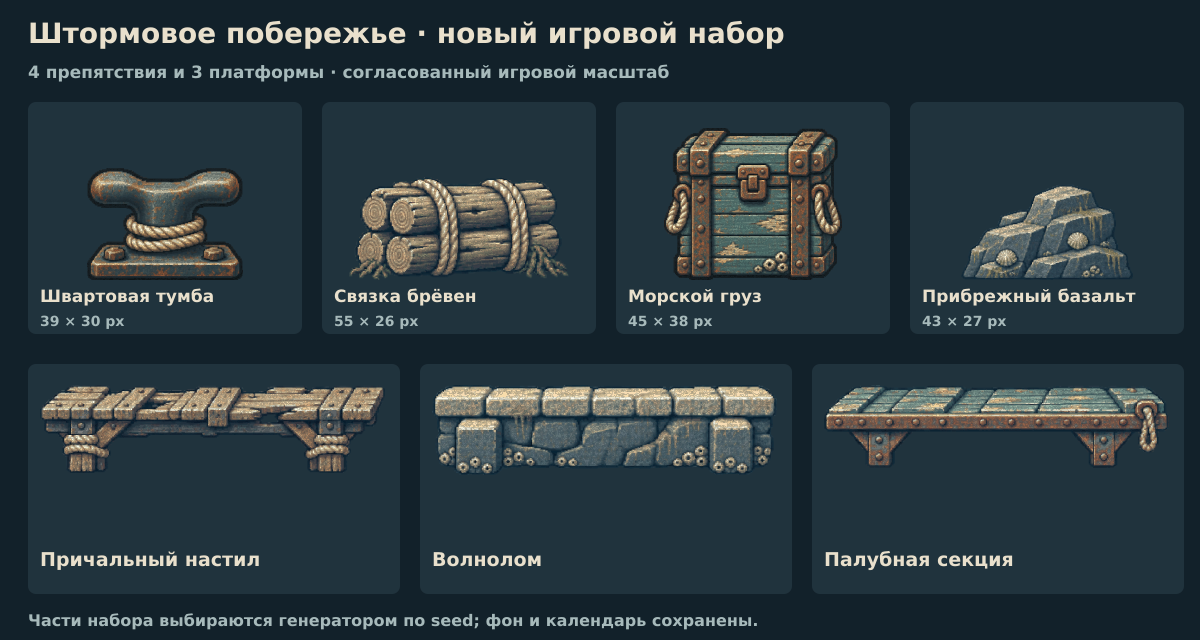 Штормовое побережье · новый игровой набор
4 препятствия и 3 платформы · согласованный игровой масштаб
Швартовая тумба
39 × 30 px
Связка брёвен
55 × 26 px
Морской груз
45 × 38 px
Прибрежный базальт
43 × 27 px
Причальный настил
Волнолом
Палубная секция
Части набора выбираются генератором по seed; фон и календарь сохранены.